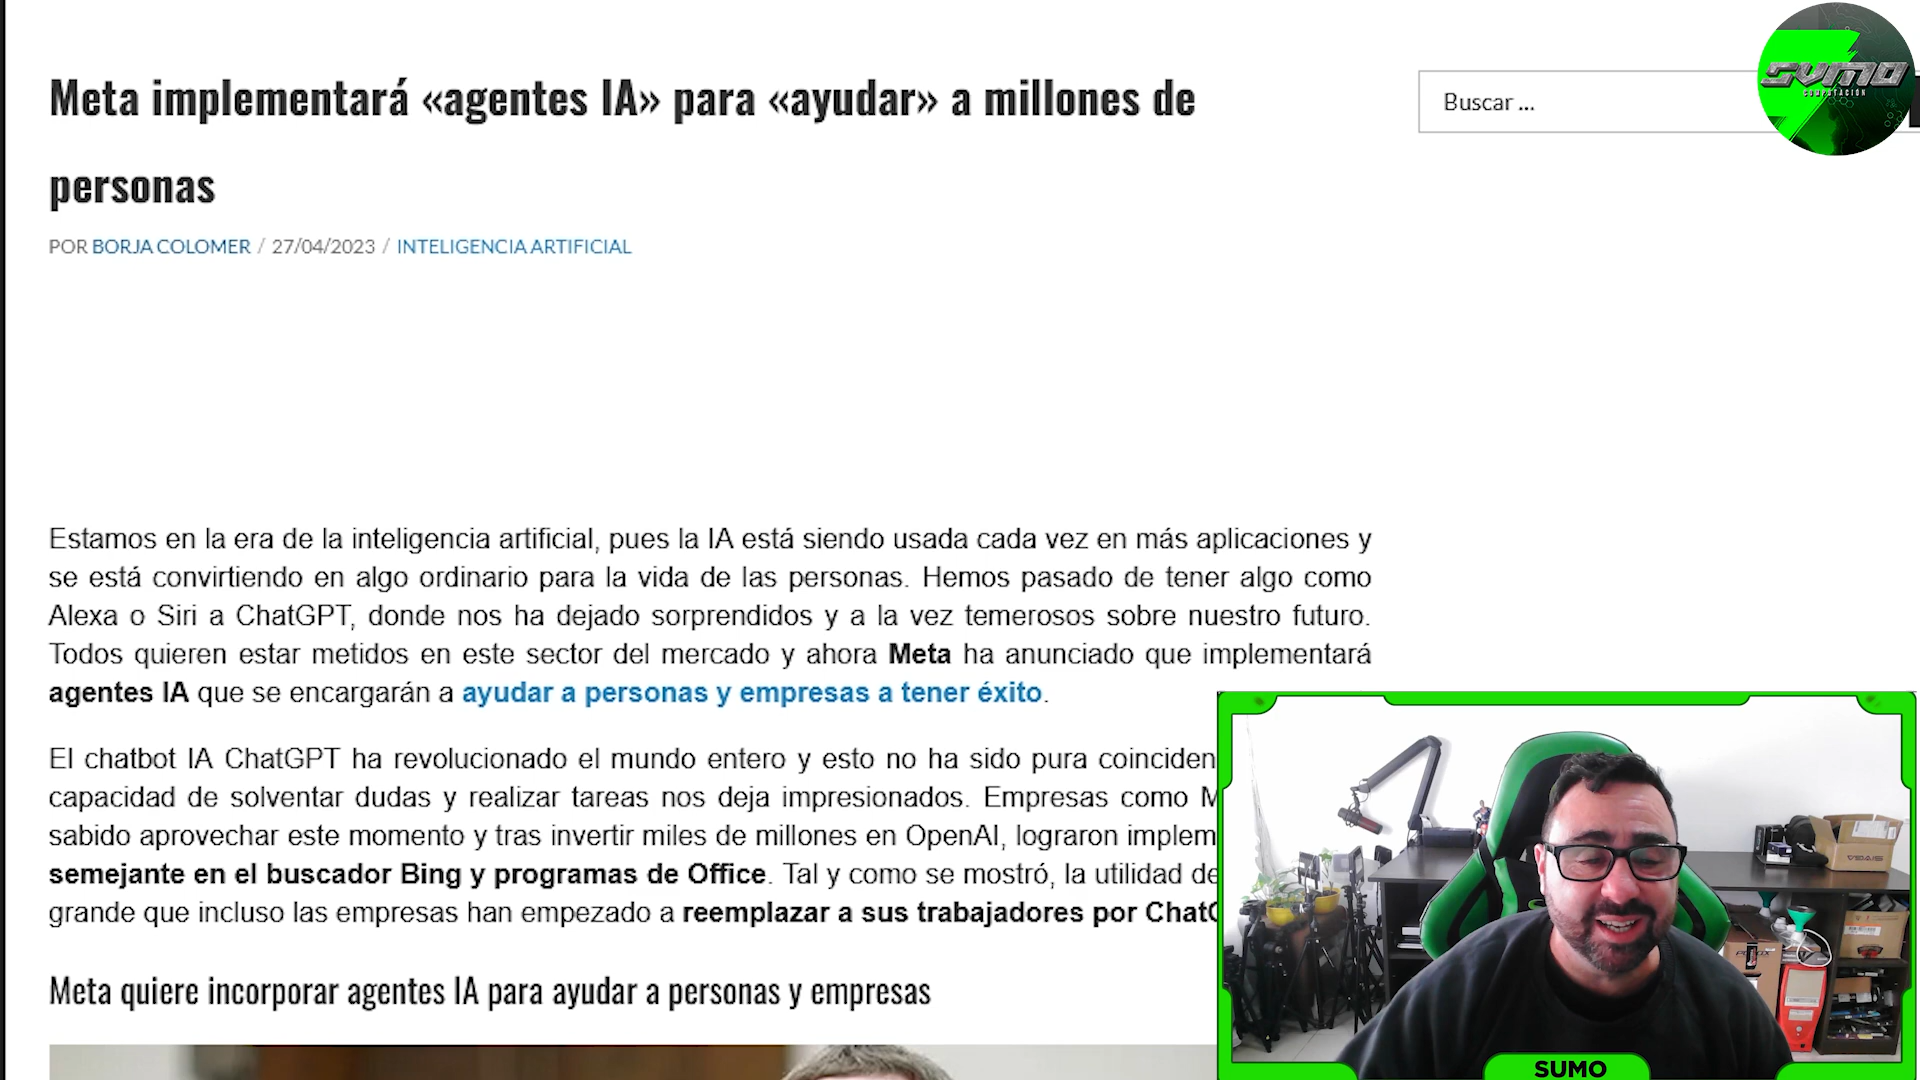 Meta implementará «agentes IA» para «ayudar» a millones de
personas
POR BORJA COLOMER / 27/04/2023 / INTELIGENCIA ARTIFICIAL
Buscar ...
SUMO
COMPUTACIÓN
Estamos en la era de la inteligencia artificial, pues la IA está siendo usada cada vez en más aplicaciones y
se está convirtiendo en algo ordinario para la vida de las personas. Hemos pasado de tener algo como
Alexa o Siri a ChatGPT, donde nos ha dejado sorprendidos y a la vez temerosos sobre nuestro futuro.
Todos quieren estar metidos en este sector del mercado y ahora Meta ha anunciado que implementará
agentes IA que se encargarán a ayudar a personas y empresas a tener éxito.
El chatbot IA ChatGPT ha revolucionado el mundo entero y esto no ha sido pura coinciden
capacidad de solventar dudas y realizar tareas nos deja impresionados. Empresas como M
sabido aprovechar este momento y tras invertir miles de millones en OpenAI, lograron implem
semejante en el buscador Bing y programas de Office. Tal y como se mostró, la utilidad de
grande que incluso las empresas han empezado a reemplazar a sus trabajadores por ChatG
Meta quiere incorporar agentes IA para ayudar a personas y empresas
SUMO